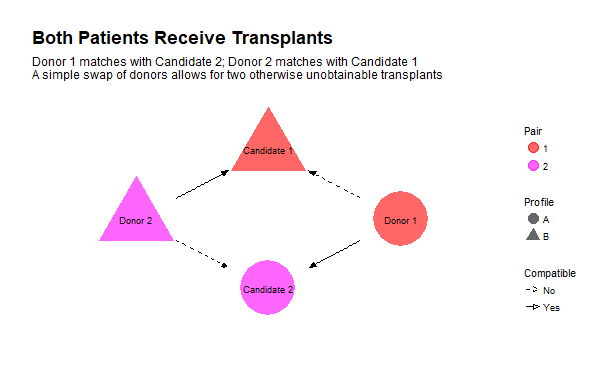 Both Patients Receive Transplants
Donor 1 matches with Candidate 2; Donor 2 matches with Candidate 1
A simple swap of donors allows for two otherwise unobtainable transplants
Candidate 1
Donor 2
Donor 1
Candidate 2
Pair
1
2
Profile
A
B
Compatible
No
Yes